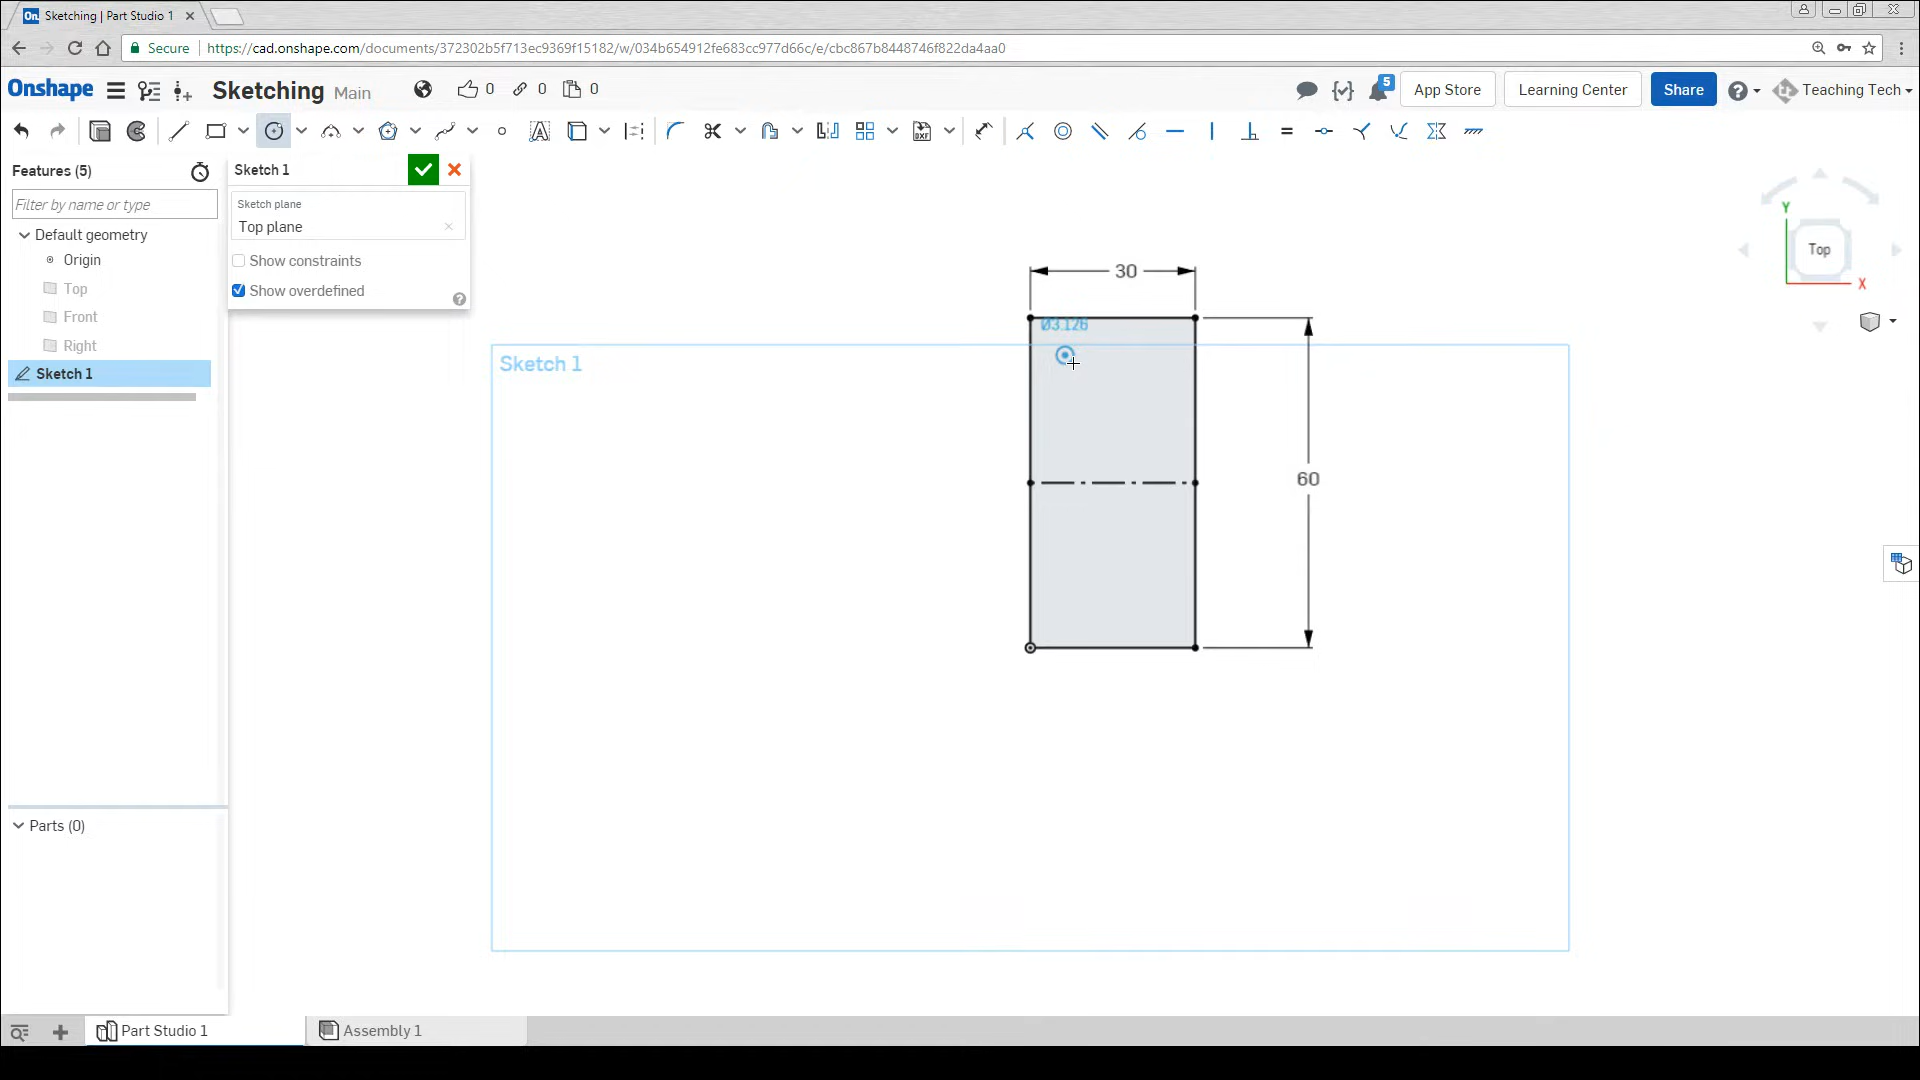 Sketching | Part Studio 1
Secure https://cad.onshape.com/documents/372302b5f713ec9369f15182/w/034b654912fe683cc977d66c/e/cbc867b8448746f822da4aa0
Onshape Sketching Main 0 0 0 5 App Store Learning Center Share Teaching Tech
DXF
Features (5)
Filter by name or type
Default geometry
Origin
Top
Front
Right
Sketch 1
Sketch 1
Sketch plane
Top plane
Show constraints
Show overdefined
30
Ø3.126
Sketch 1
60
Y
Top
X
Parts (0)
Part Studio 1
Assembly 1